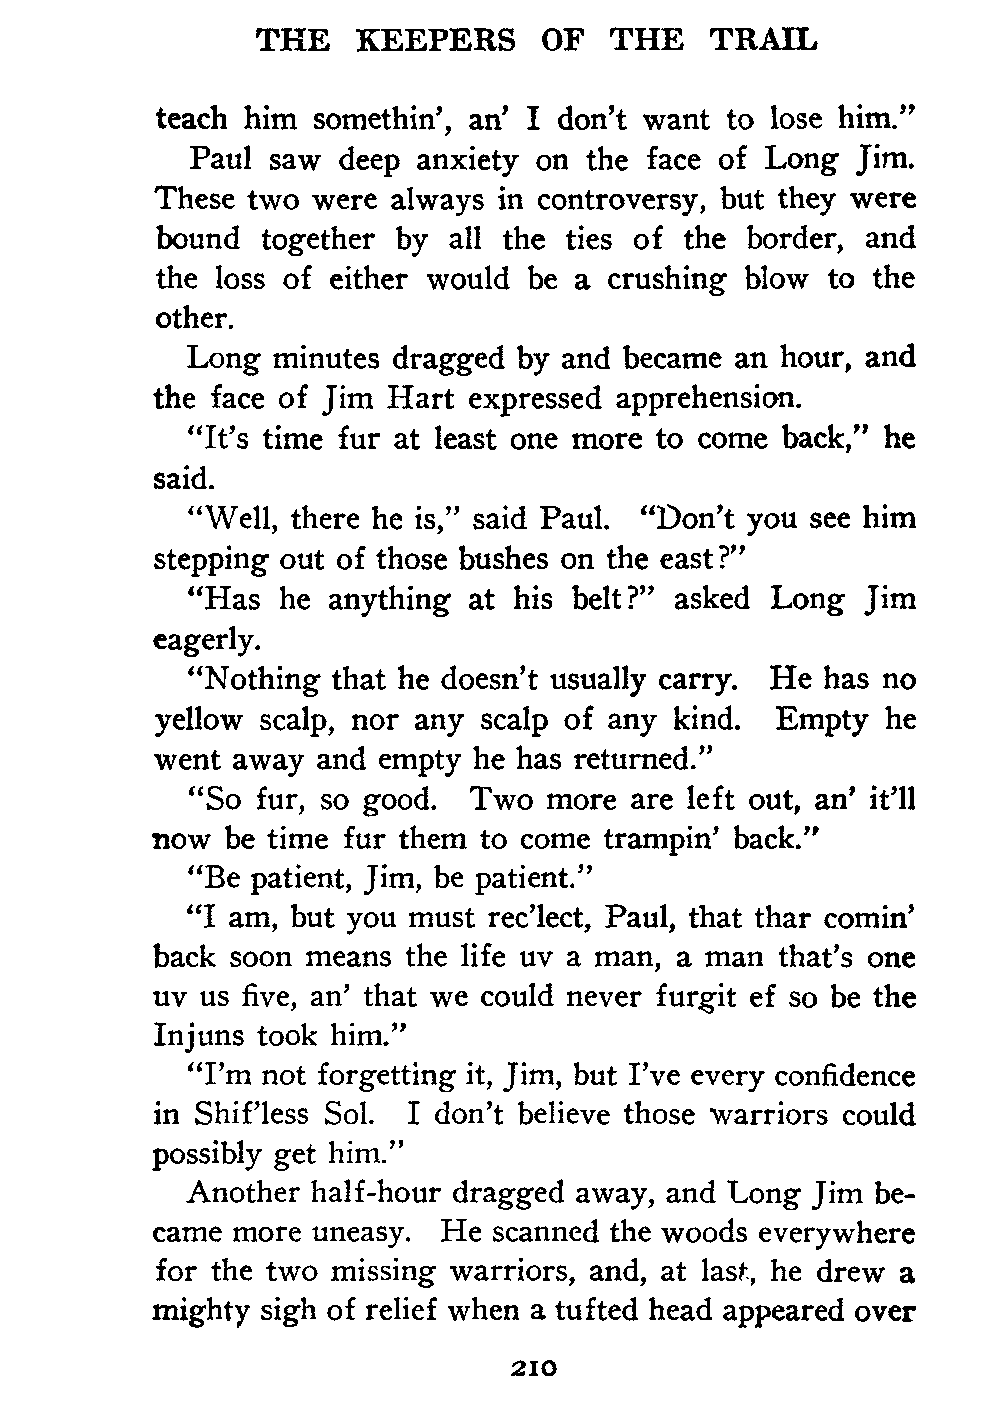 THE KEEPERS OF THE TRAIL
teach him somethin', an' I don't want to lose him."
Paul saw deep anxiety on the face of Long Jim.
These two were always in controversy, but they were
bound together by all the ties of the border, and
the loss of either would be a crushing blow to the
other.
Long minutes dragged by and became an hour, and
the face of Jim Hart expressed apprehension.
"It's time fur at least one more to come back," he
said.
"Well, there he is," said Paul. "Don't you see him
stepping out of those bushes on the east?"
"Has he anything at his belt?" asked Long Jim
eagerly.
"Nothing that he doesn't usually carry. He has no
yellow scalp, nor any scalp of any kind. Empty he
went away and empty he has returned."
"So fur, so good. Two more are left out, an' it'll
now be time fur them to come trampin' back."
"Be patient, Jim, be patient."
"I am, but you must rec'lect, Paul, that thar comin'
back soon means the life uv a man, a man that's one
uv us five, an' that we could never furgit ef so be the
Injuns took him."
"I'm not forgetting it, Jim, but I've every confidence
in Shif'less Sol. I don't believe those warriors could
possibly get him."
Another half-hour dragged away, and Long Jim be-
came more uneasy. He scanned the woods everywhere
for the two missing warriors, and, at last, he drew a
mighty sigh of relief when a tufted head appeared over
210